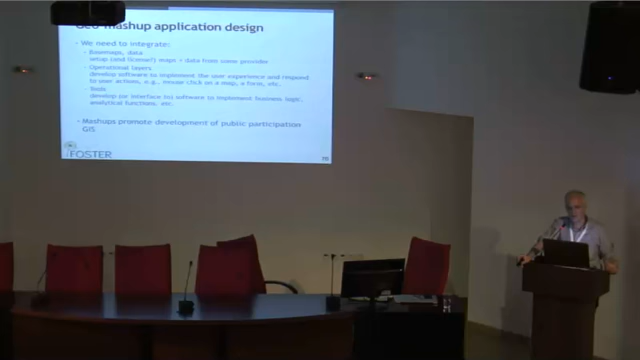 Geo-mashup application design
- We need to integrate:
- Basemaps, data
setup (and license?) maps + data from some provider
- Operational layers
develop software to implement the user experience and respond
to user actions, e.g., mouse click on a map, a form, etc.
- Tools
develop (or interface to) software to implement business logic,
analytical functions, etc.
- Mashups promote development of public participation
GIS
FOSTER